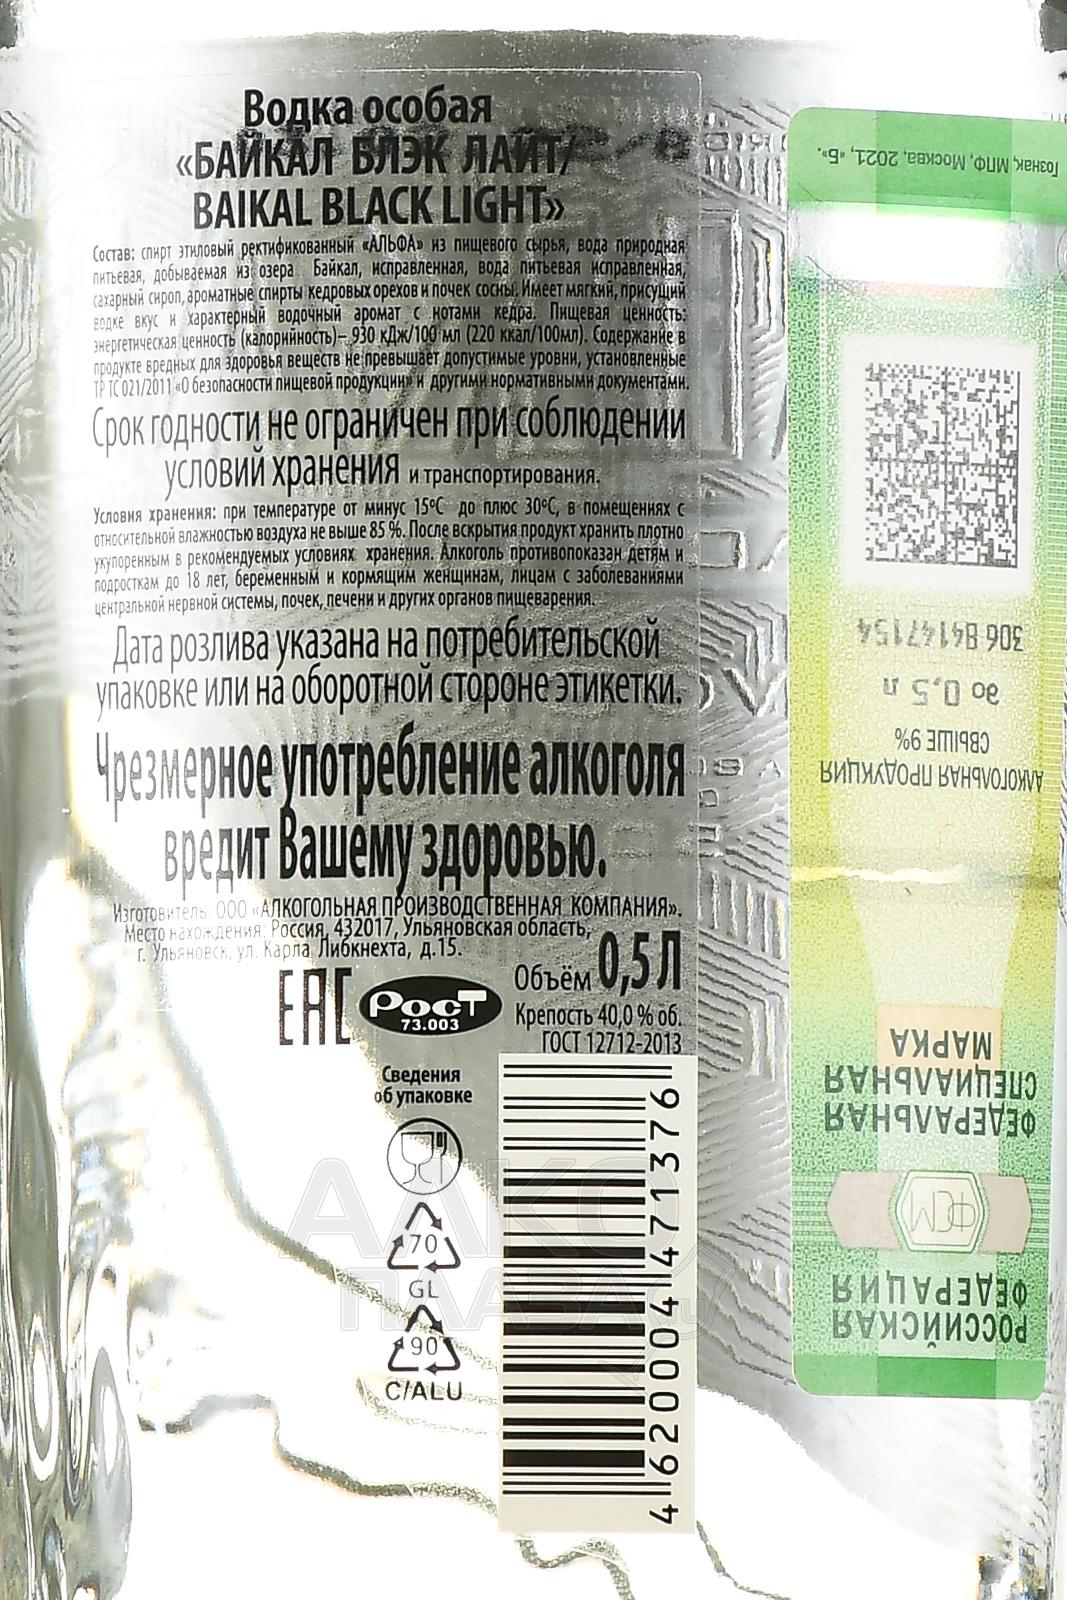 Водка особая
«БАЙКАЛ БЛЭК ЛАЙТ/
BAIKAL BLACK LIGHT»
Состав: спирт этиловый ректификованный «АЛЬФА» из пищевого сырья, вода природная
питьевая, добываемая из озера Байкал, исправленная, вода питьевая исправленная,
сахарный сироп, ароматные спирты кедровых орехов и почек сосны. Имеет мягкий, присущий
водке вкус и характерный водочный аромат с нотами кедра. Пищевая ценность:
энергетическая ценность (калорийность)– 930 кДж/100 мл (220 ккал/100мл). Содержание в
продукте вредных для здоровья веществ не превышает допустимые уровни, установленные
ТР ТС 021/2011 «О безопасности пищевой продукции» и другими нормативными документами.
Срок годности не ограничен при соблюдении
условий хранения и транспортирования.
Условия хранения: при температуре от минус 15°С до плюс 30°С, в помещениях с
относительной влажностью воздуха не выше 85 %. После вскрытия продукт хранить плотно
укупоренным в рекомендуемых условиях хранения. Алкоголь противопоказан детям и
подросткам до 18 лет, беременным и кормящим женщинам, лицам с заболеваниями
центральной нервной системы, почек, печени и других органов пищеварения.
Дата розлива указана на потребительской
упаковке или на оборотной стороне этикетки.
Чрезмерное употребление алкоголя
вредит Вашему здоровью.
Изготовитель: ООО «АЛКОГОЛЬНАЯ ПРОИЗВОДСТВЕННАЯ КОМПАНИЯ».
Место нахождения: Россия, 432017, Ульяновская область,
г. Ульяновск, ул. Карла Либкнехта, д.15.
Объём 0,5 Л
Крепость 40,0 % об.
ГОСТ 12712-2013
ЕАС
РосТ
73.003
Сведения
об упаковке
70
GL
90
C/ALU
4620004471376
АЛКО
ПЛАЗА
.ru
РОССИЙСКАЯ
ФЕДЕРАЦИЯ
ФСМ
ФЕДЕРАЛЬНАЯ
СПЕЦИАЛЬНАЯ
МАРКА
АЛКОГОЛЬНАЯ ПРОДУКЦИЯ
СВЫШЕ 9%
до 0,5 л
306 84147154
Гознак, МПФ, Москва, 2021, «Б».